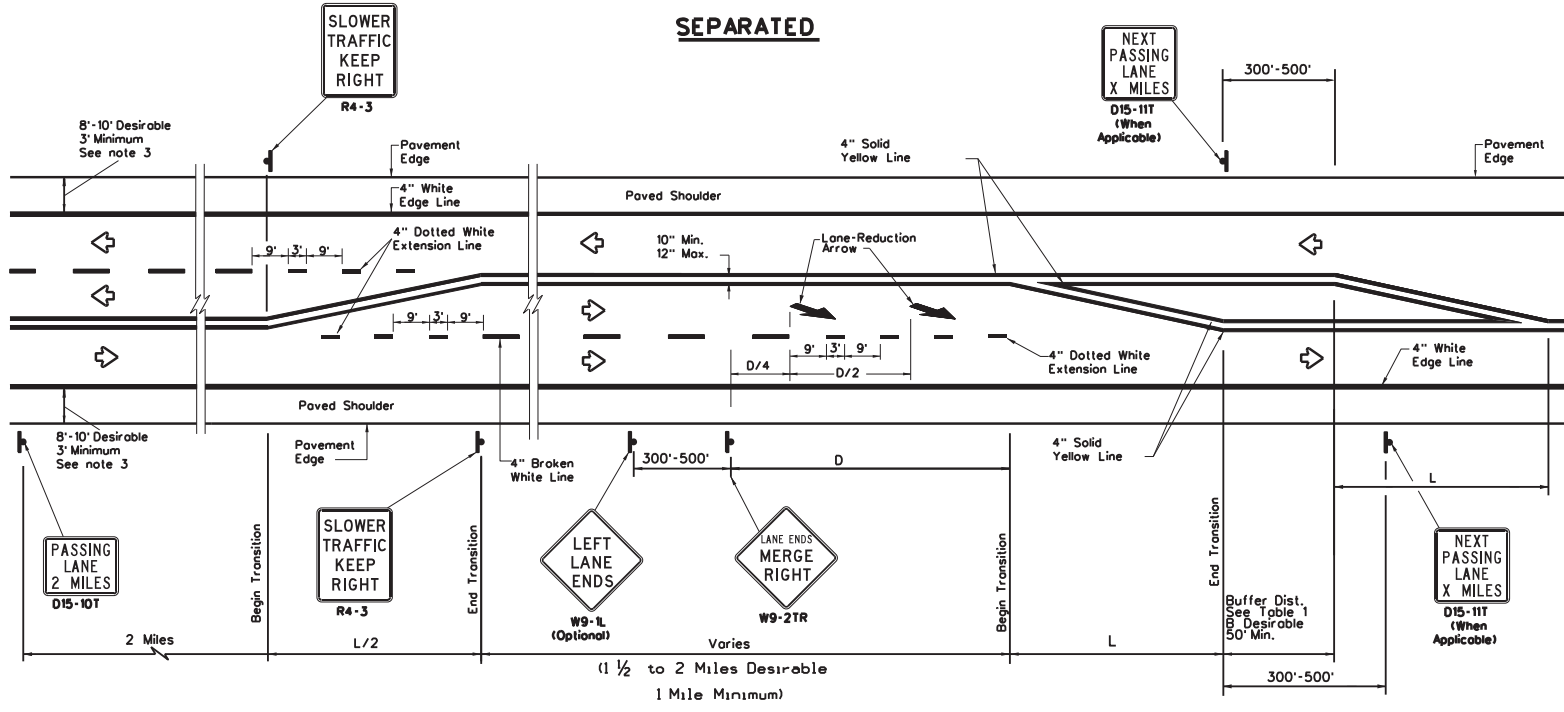 SEPARATED
SLOWER
TRAFFIC
KEEP
RIGHT
R4-3
NEXT
PASSING
LANE
X MILES
D15-11T
(When
Applicable)
300'-500'
8'-10' Desirable
3' Minimum
See note 3
Pavement
Edge
4" White
Edge Line
4" Solid
Yellow Line
Pavement
Edge
Paved Shoulder
4" Dotted White
Extension Line
9'
3'
9'
10" Min.
12" Max.
Lane-Reduction
Arrow
9'
3'
9'
9'
3'
9'
D/4
D/2
4" Dotted White
Extension Line
4" White
Edge Line
Paved Shoulder
8'-10' Desirable
3' Minimum
See note 3
Pavement
Edge
4" Broken
White Line
300'-500'
D
4" Solid
Yellow Line
L
PASSING
LANE
2 MILES
D15-10T
Begin Transition
SLOWER
TRAFFIC
KEEP
RIGHT
R4-3
End Transition
LEFT
LANE
ENDS
W9-1L
(Optional)
LANE ENDS
MERGE
RIGHT
W9-2TR
Begin Transition
End Transition
Buffer Dist.
See Table 1
B Desirable
50' Min.
NEXT
PASSING
LANE
X MILES
D15-11T
(When
Applicable)
2 Miles
L/2
Varies
(1 ½ to 2 Miles Desirable
1 Mile Minimum)
L
300'-500'